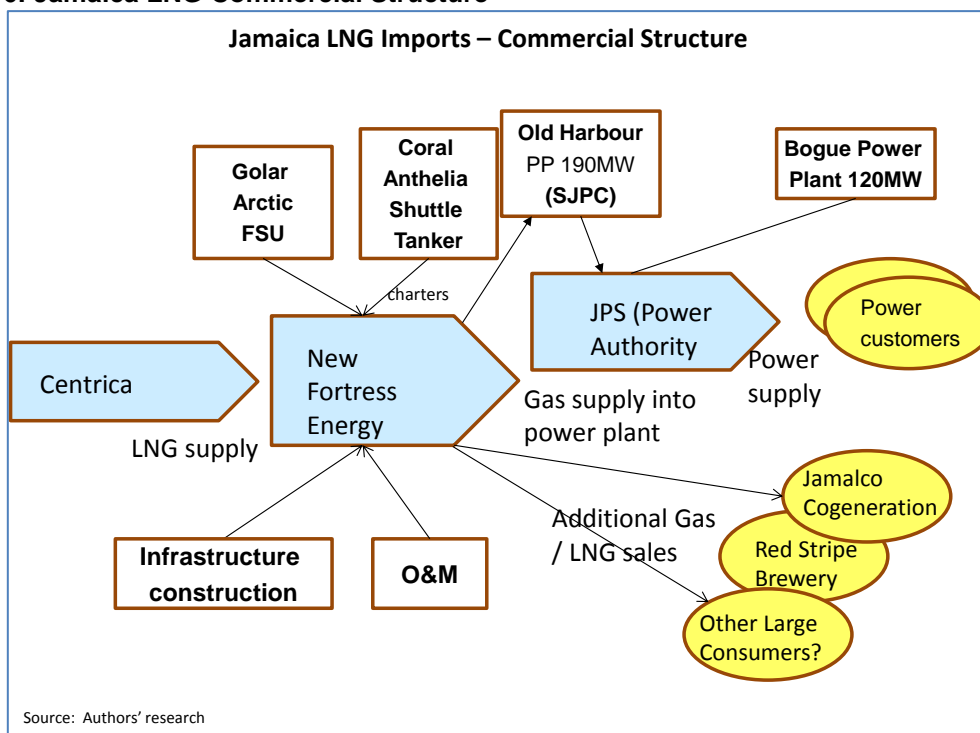 Jamaica LNG Commercial Structure
Jamaica LNG Imports – Commercial Structure
Golar
Arctic
FSU
Coral
Anthelia
Shuttle
Tanker
Old Harbour
PP 190MW
(SJPC)
Bogue Power
Plant 120MW
charters
Centrica
LNG supply
New
Fortress
Energy
JPS (Power
Authority
Gas supply into
power plant
Power
supply
Power
customers
Infrastructure
construction
O&M
Additional Gas
/ LNG sales
Jamalco
Cogeneration
Red Stripe
Brewery
Other Large
Consumers?
Source: Authors' research